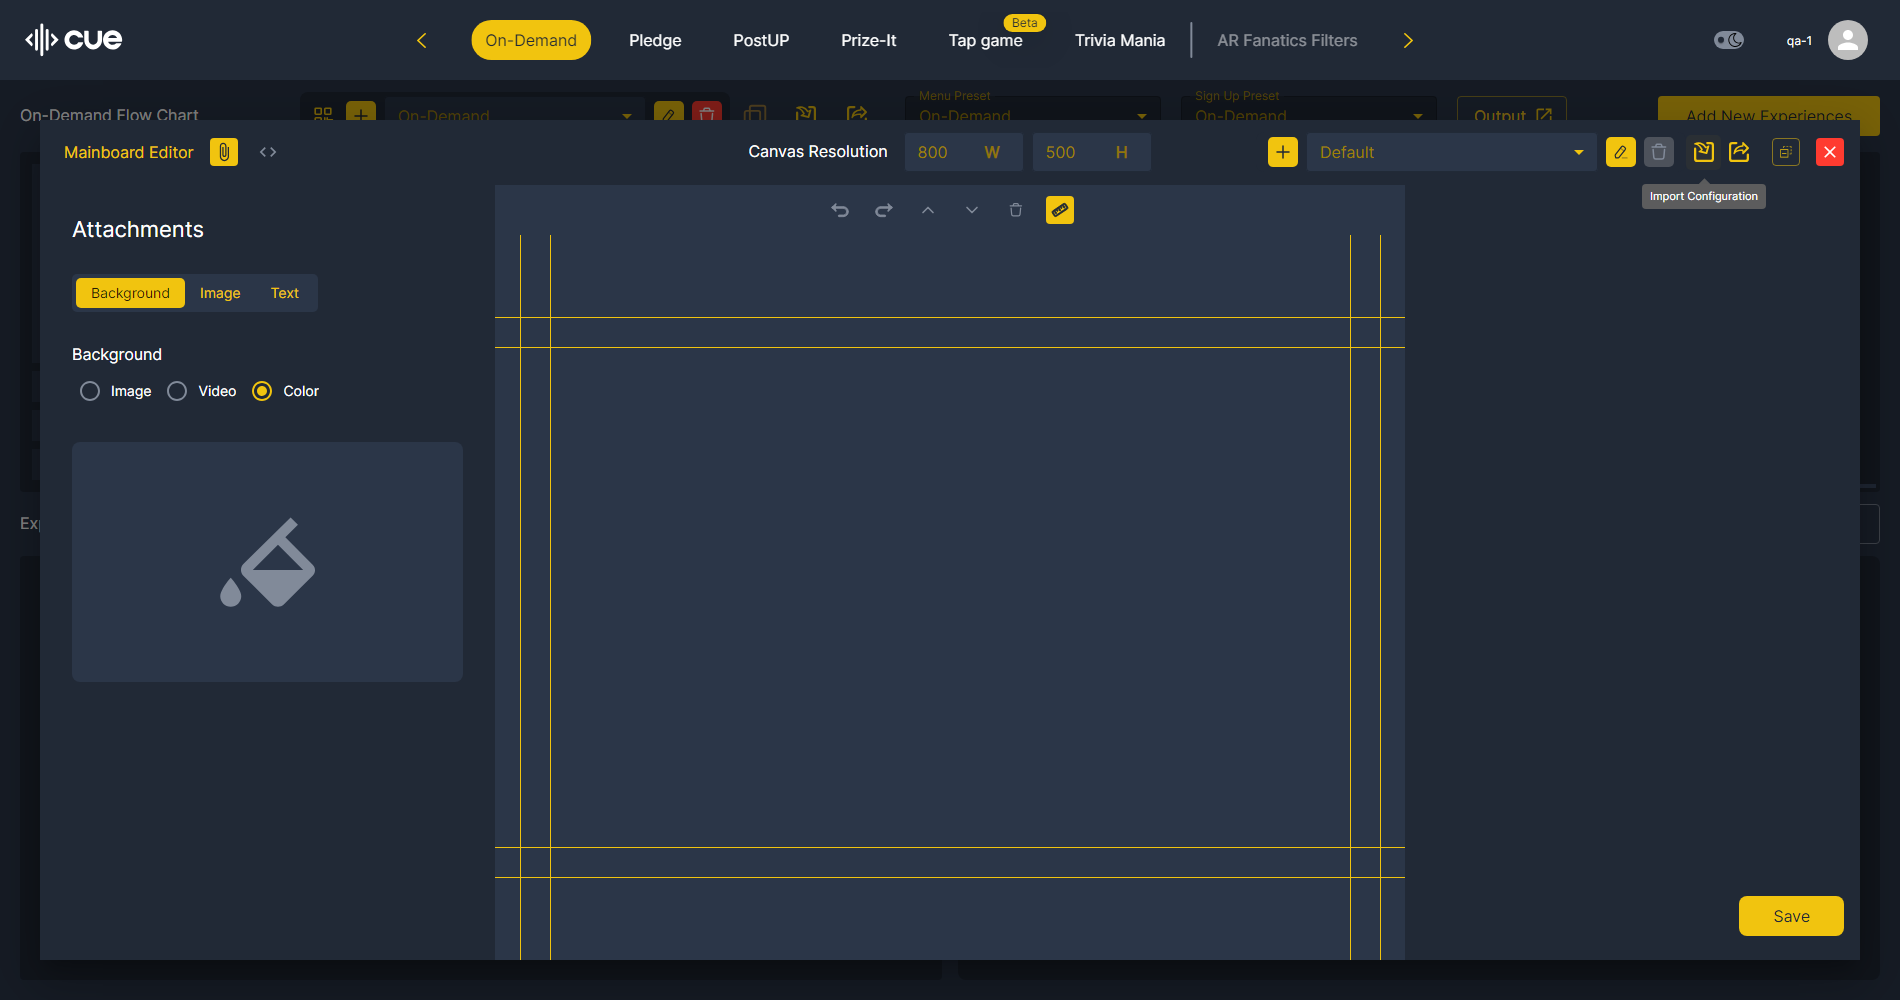 cue
On-Demand
Pledge
PostUP
Prize-It
Beta
Tap game
Trivia Mania
AR Fanatics Filters
qa-1
On-Demand Flow Chart
On-Demand
Menu Preset
On-Demand
Sign Up Preset
On-Demand
Output
Add New Experiences
Mainboard Editor
Canvas Resolution
800 W
500 H
Default
Import Configuration
Attachments
Background
Image
Text
Background
Image
Video
Color
Exp
Save